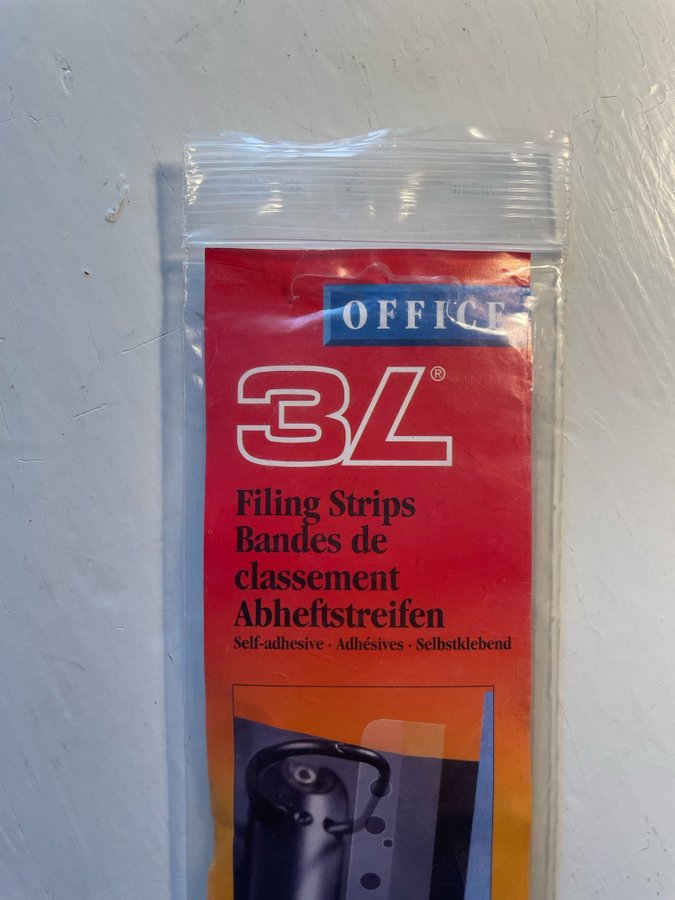 OFFICE
3L®
Filing Strips
Bandes de
classement
Abheftstreifen
Self-adhesive · Adhésives · Selbstklebend